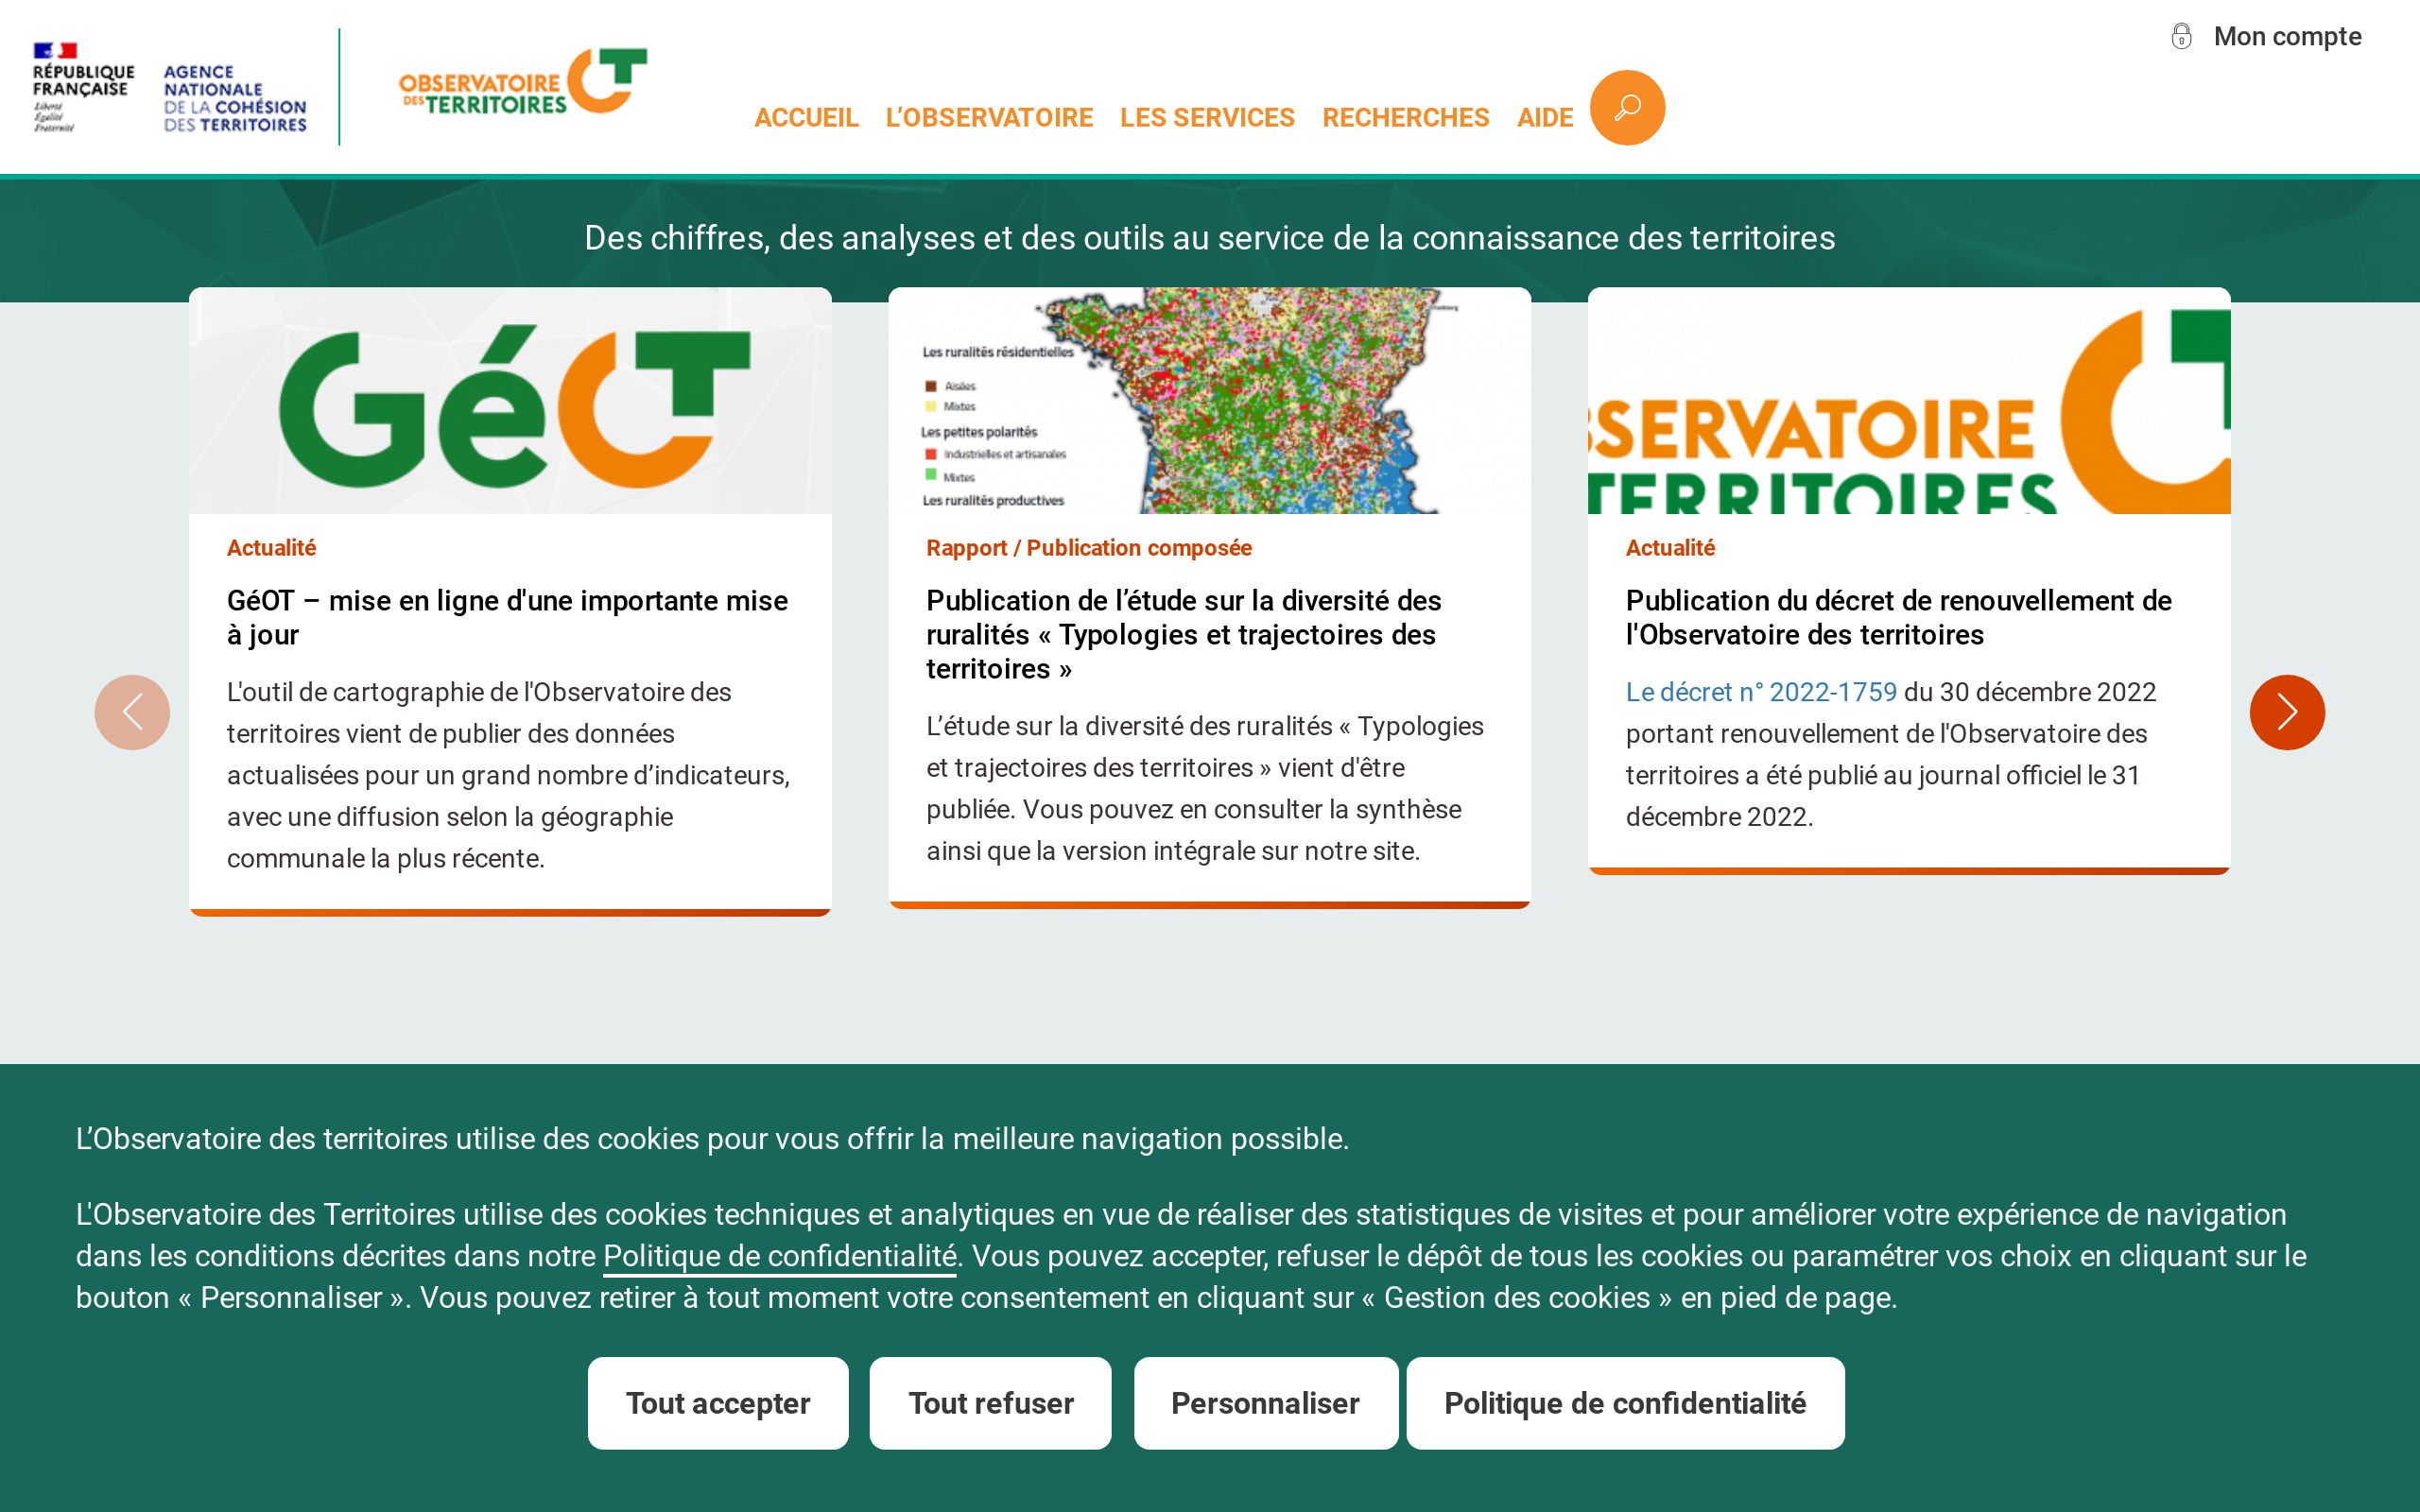 RÉPUBLIQUE
FRANÇAISE
Liberté
Égalité
Fraternité
AGENCE
NATIONALE
DE LA COHÉSION
DES TERRITOIRES
OBSERVATOIRE
DES TERRITOIRES
Mon compte
ACCUEIL L’OBSERVATOIRE LES SERVICES RECHERCHES AIDE
Des chiffres, des analyses et des outils au service de la connaissance des territoires
GéOT
Actualité
GéOT – mise en ligne d'une importante mise
à jour
L'outil de cartographie de l'Observatoire des
territoires vient de publier des données
actualisées pour un grand nombre d’indicateurs,
avec une diffusion selon la géographie
communale la plus récente.
Les ruralités résidentielles
Aisées
Mixtes
Les petites polarités
Industrielles et artisanales
Mixtes
Les ruralités productives
Rapport / Publication composée
Publication de l’étude sur la diversité des
ruralités « Typologies et trajectoires des
territoires »
L’étude sur la diversité des ruralités « Typologies
et trajectoires des territoires » vient d'être
publiée. Vous pouvez en consulter la synthèse
ainsi que la version intégrale sur notre site.
SERVATOIRE
TERRITOIRES
Actualité
Publication du décret de renouvellement de
l'Observatoire des territoires
Le décret n° 2022-1759 du 30 décembre 2022
portant renouvellement de l'Observatoire des
territoires a été publié au journal officiel le 31
décembre 2022.
L’Observatoire des territoires utilise des cookies pour vous offrir la meilleure navigation possible.
L'Observatoire des Territoires utilise des cookies techniques et analytiques en vue de réaliser des statistiques de visites et pour améliorer votre expérience de navigation
dans les conditions décrites dans notre Politique de confidentialité. Vous pouvez accepter, refuser le dépôt de tous les cookies ou paramétrer vos choix en cliquant sur le
bouton « Personnaliser ». Vous pouvez retirer à tout moment votre consentement en cliquant sur « Gestion des cookies » en pied de page.
Tout accepter Tout refuser Personnaliser Politique de confidentialité